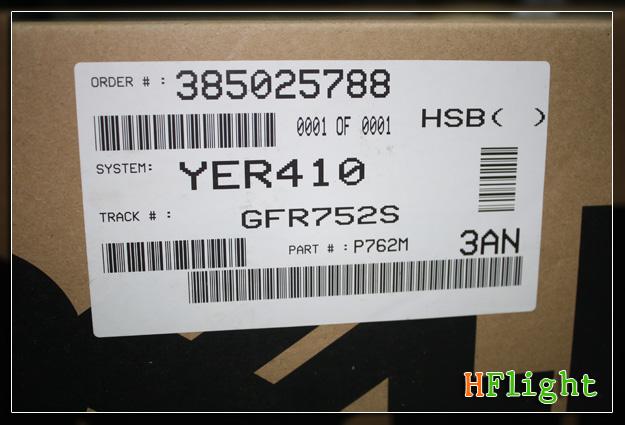 ORDER # : 385025788
0001 OF 0001 HSB( )
SYSTEM: YER410
TRACK # : GFR752S
PART # : P762M 3AN
HFlight